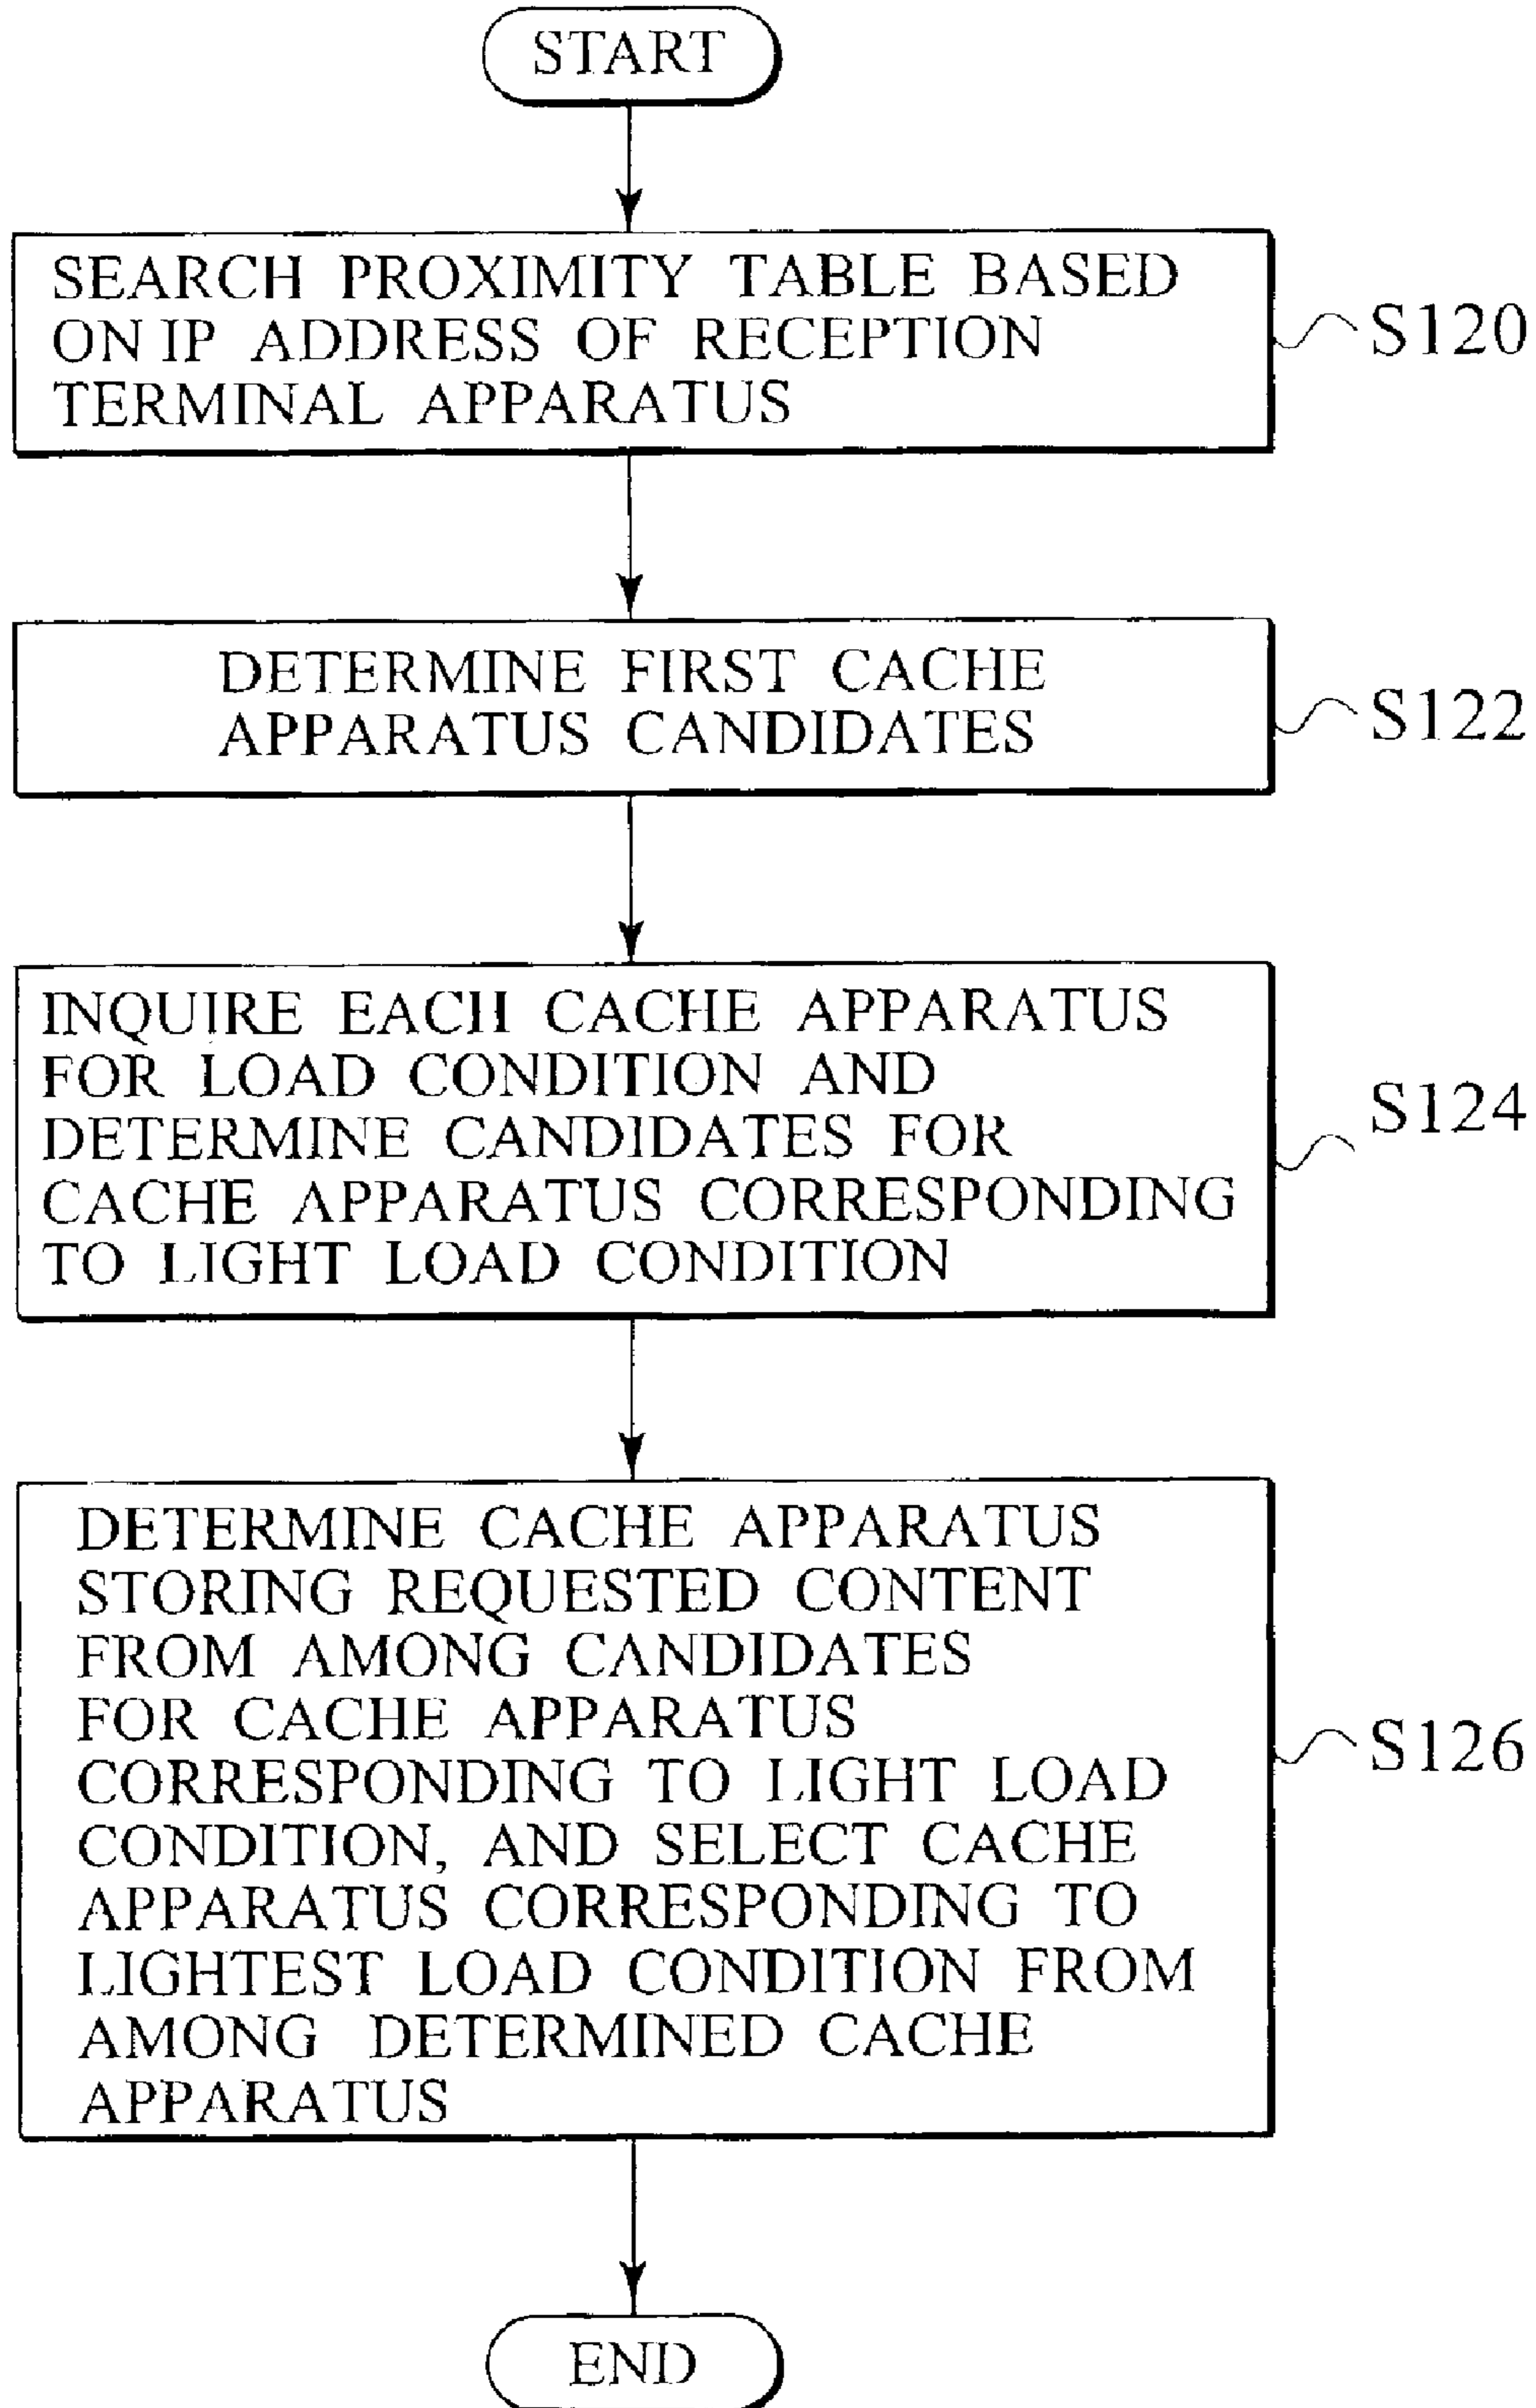 START
SEARCH PROXIMITY TABLE BASED
ON IP ADDRESS OF RECEPTION
TERMINAL APPARATUS
S120
DETERMINE FIRST CACHE
APPARATUS CANDIDATES
S122
INQUIRE EACH CACHE APPARATUS
FOR LOAD CONDITION AND
DETERMINE CANDIDATES FOR
CACHE APPARATUS CORRESPONDING
TO LIGHT LOAD CONDITION
S124
DETERMINE CACHE APPARATUS
STORING REQUESTED CONTENT
FROM AMONG CANDIDATES
FOR CACHE APPARATUS
CORRESPONDING TO LIGHT LOAD
CONDITION, AND SELECT CACHE
APPARATUS CORRESPONDING TO
LIGHTEST LOAD CONDITION FROM
AMONG DETERMINED CACHE
APPARATUS
S126
END